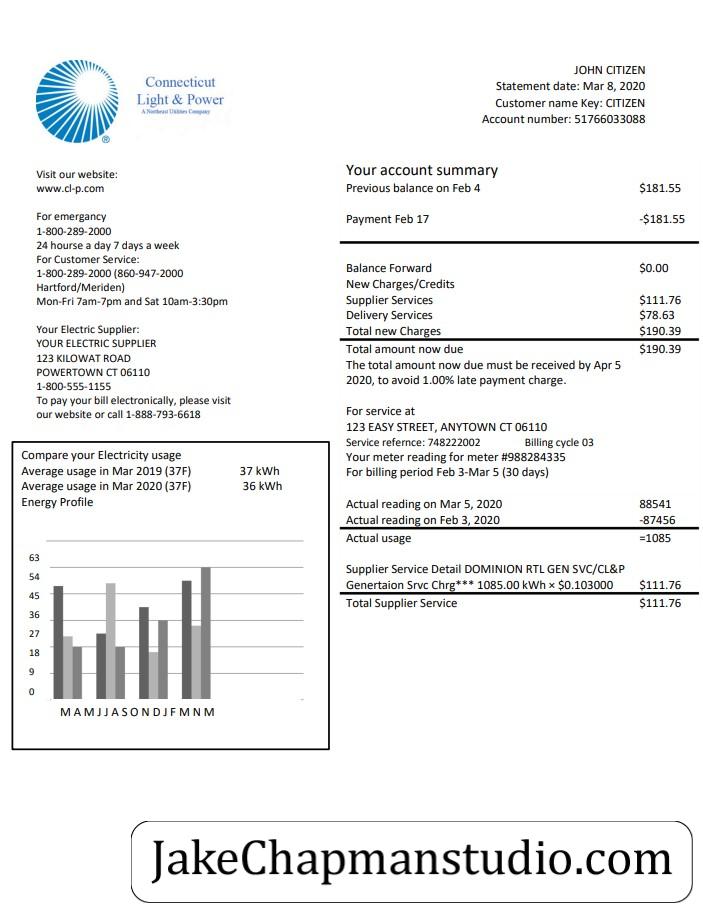 Connecticut
Light & Power
A Northeast Utilities Company
®
JOHN CITIZEN
Statement date: Mar 8, 2020
Customer name Key: CITIZEN
Account number: 51766033088
Visit our website:
www.cl-p.com
For emergancy
1-800-289-2000
24 hourse a day 7 days a week
For Customer Service:
1-800-289-2000 (860-947-2000
Hartford/Meriden)
Mon-Fri 7am-7pm and Sat 10am-3:30pm
Your Electric Supplier:
YOUR ELECTRIC SUPPLIER
123 KILOWAT ROAD
POWERTOWN CT 06110
1-800-555-1155
To pay your bill electronically, please visit
our website or call 1-888-793-6618
Compare your Electricity usage
Average usage in Mar 2019 (37F) 37 kWh
Average usage in Mar 2020 (37F) 36 kWh
Energy Profile
63
54
45
36
27
18
9
0
M A M J J A S O N D J F M N M
Your account summary
Previous balance on Feb 4 $181.55
Payment Feb 17 -$181.55
Balance Forward $0.00
New Charges/Credits
Supplier Services $111.76
Delivery Services $78.63
Total new Charges $190.39
Total amount now due $190.39
The total amount now due must be received by Apr 5
2020, to avoid 1.00% late payment charge.
For service at
123 EASY STREET, ANYTOWN CT 06110
Service refernce: 748222002 Billing cycle 03
Your meter reading for meter #988284335
For billing period Feb 3-Mar 5 (30 days)
Actual reading on Mar 5, 2020 88541
Actual reading on Feb 3, 2020 -87456
Actual usage =1085
Supplier Service Detail DOMINION RTL GEN SVC/CL&P
Genertaion Srvc Chrg*** 1085.00 kWh × $0.103000 $111.76
Total Supplier Service $111.76
JakeChapmanstudio.com